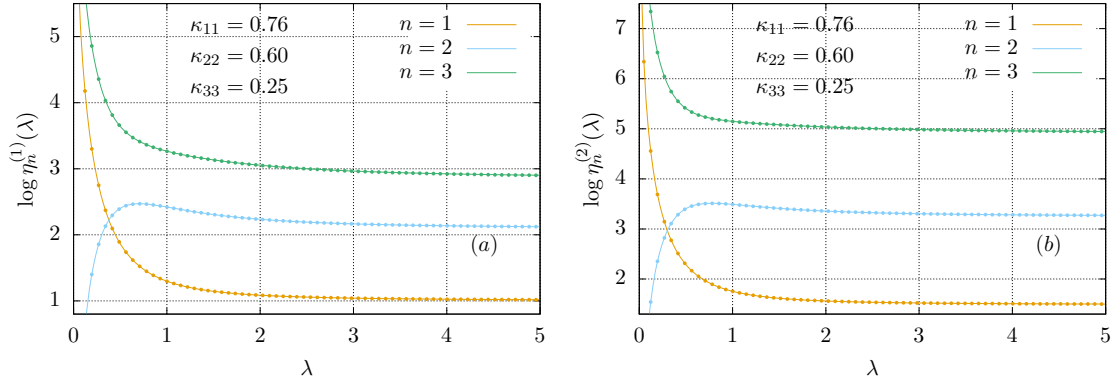 5
4
3
2
1
0 1 2 3 4 5
log η_n^{(1)}(λ)
λ
κ₁₁ = 0.76
κ₂₂ = 0.60
κ₃₃ = 0.25
n = 1
n = 2
n = 3
(a)
7
6
5
4
3
2
0 1 2 3 4 5
log η_n^{(2)}(λ)
λ
κ₁₁ = 0.76
κ₂₂ = 0.60
κ₃₃ = 0.25
n = 1
n = 2
n = 3
(b)